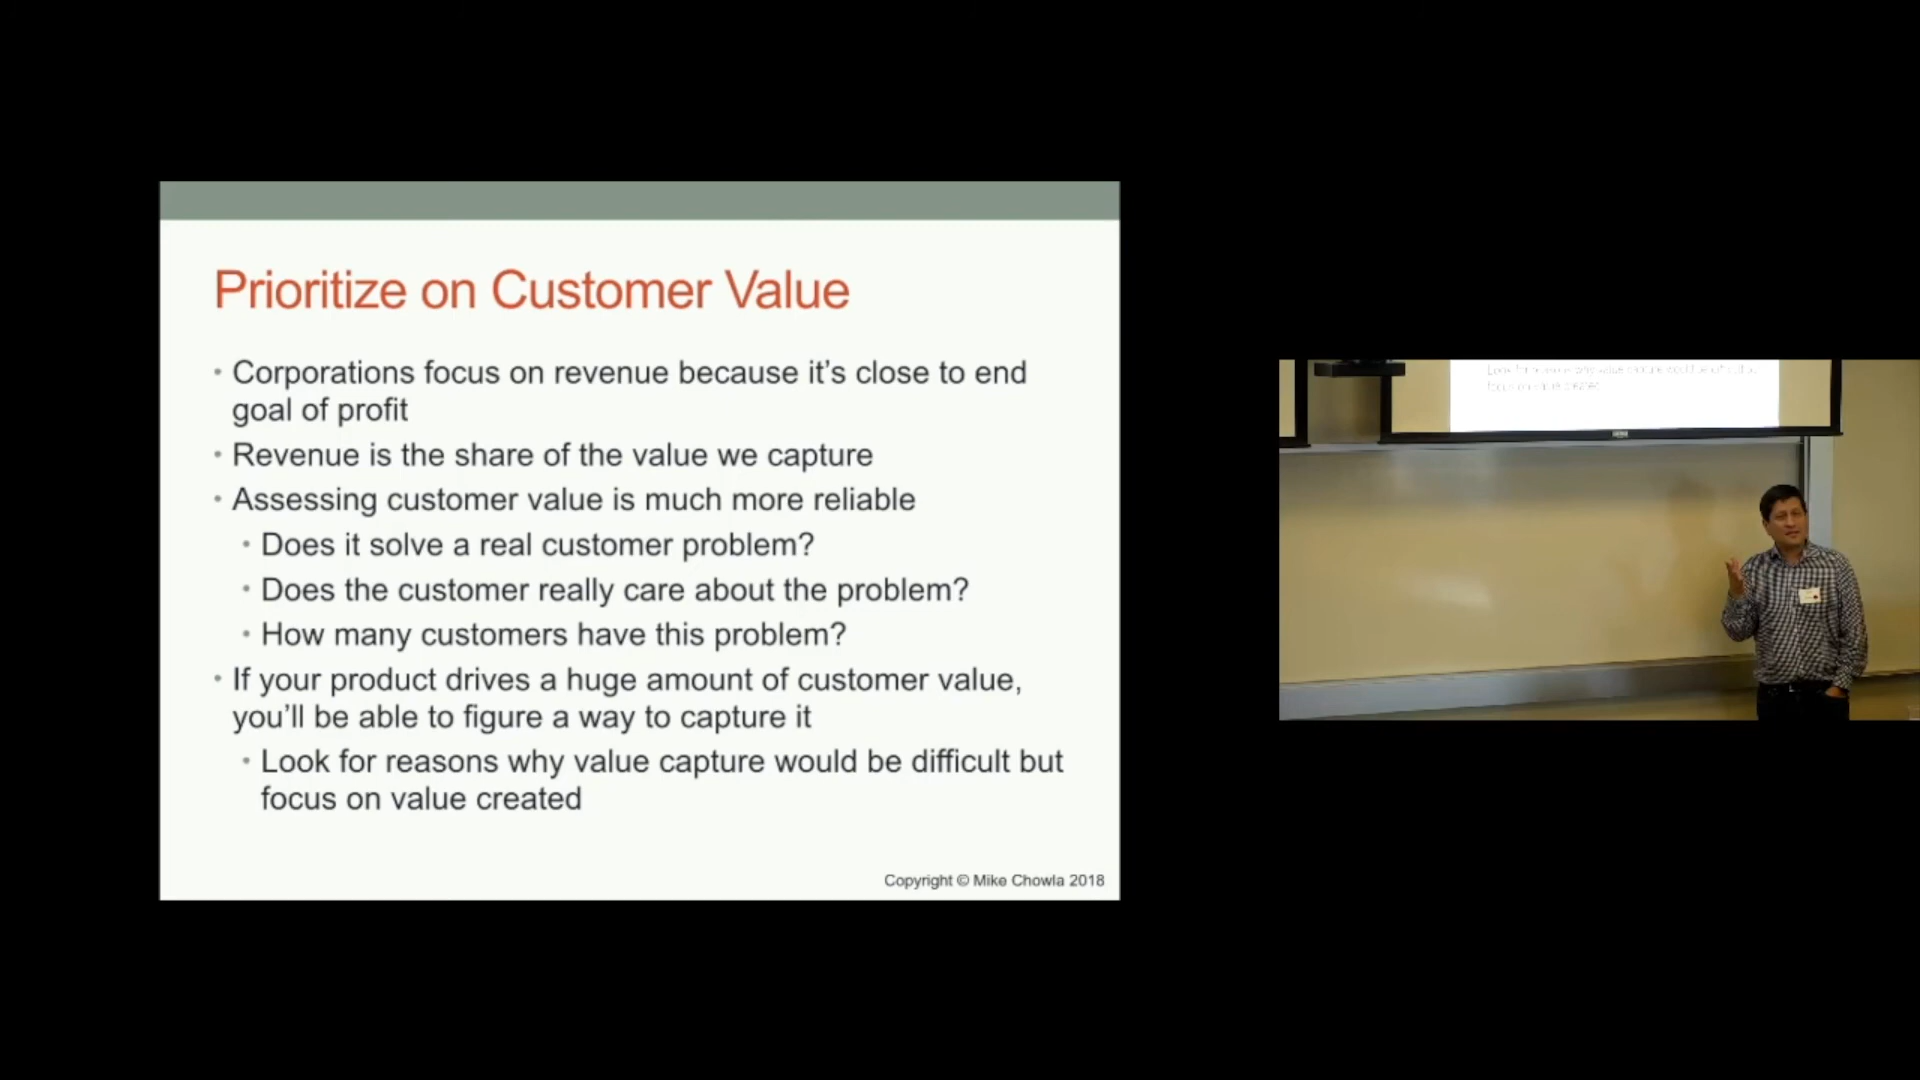 Prioritize on Customer Value
• Corporations focus on revenue because it's close to end
goal of profit
• Revenue is the share of the value we capture
• Assessing customer value is much more reliable
• Does it solve a real customer problem?
• Does the customer really care about the problem?
• How many customers have this problem?
• If your product drives a huge amount of customer value,
you'll be able to figure a way to capture it
• Look for reasons why value capture would be difficult but
focus on value created
Copyright © Mike Chowla 2018